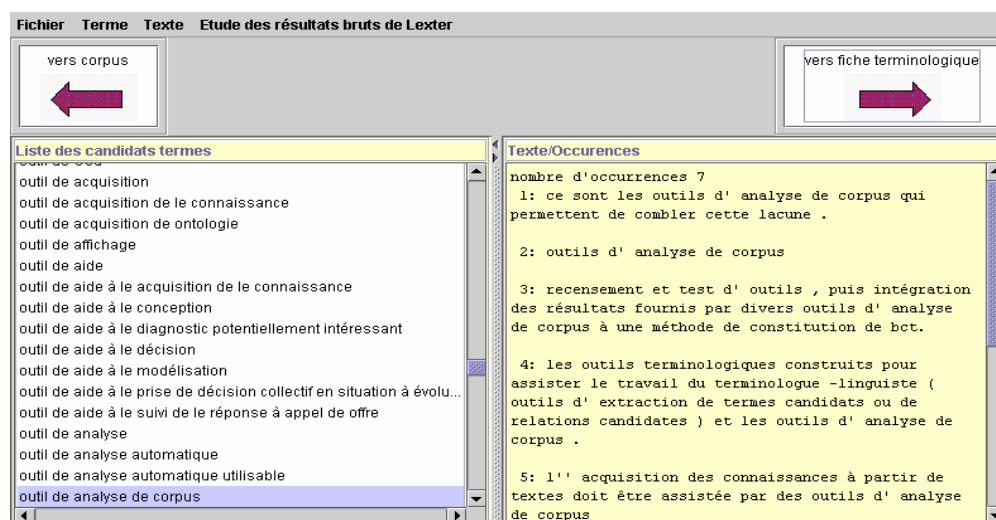 Fichier Terme Texte Etude des résultats bruts de Lexter
vers corpus
vers fiche terminologique
Liste des candidats termes
outil de acquisition
outil de acquisition de le connaissance
outil de acquisition de ontologie
outil de affichage
outil de aide
outil de aide à le acquisition de le connaissance
outil de aide à le conception
outil de aide à le diagnostic potentiellement intéressant
outil de aide à le décision
outil de aide à le modélisation
outil de aide à le prise de décision collectif en situation à évolu...
outil de aide à le suivi de le réponse à appel de offre
outil de analyse
outil de analyse automatique
outil de analyse automatique utilisable
outil de analyse de corpus
Texte/Occurences
nombre d'occurrences 7
1: ce sont les outils d' analyse de corpus qui
permettent de combler cette lacune .
2: outils d' analyse de corpus
3: recensement et test d' outils , puis intégration
des résultats fournis par divers outils d' analyse
de corpus à une méthode de constitution de bct.
4: les outils terminologiques construits pour
assister le travail du terminologue -linguiste (
outils d' extraction de termes candidats ou de
relations candidates ) et les outils d' analyse de
corpus .
5: l'' acquisition des connaissances à partir de
textes doit être assistée par des outils d' analyse
de corpus